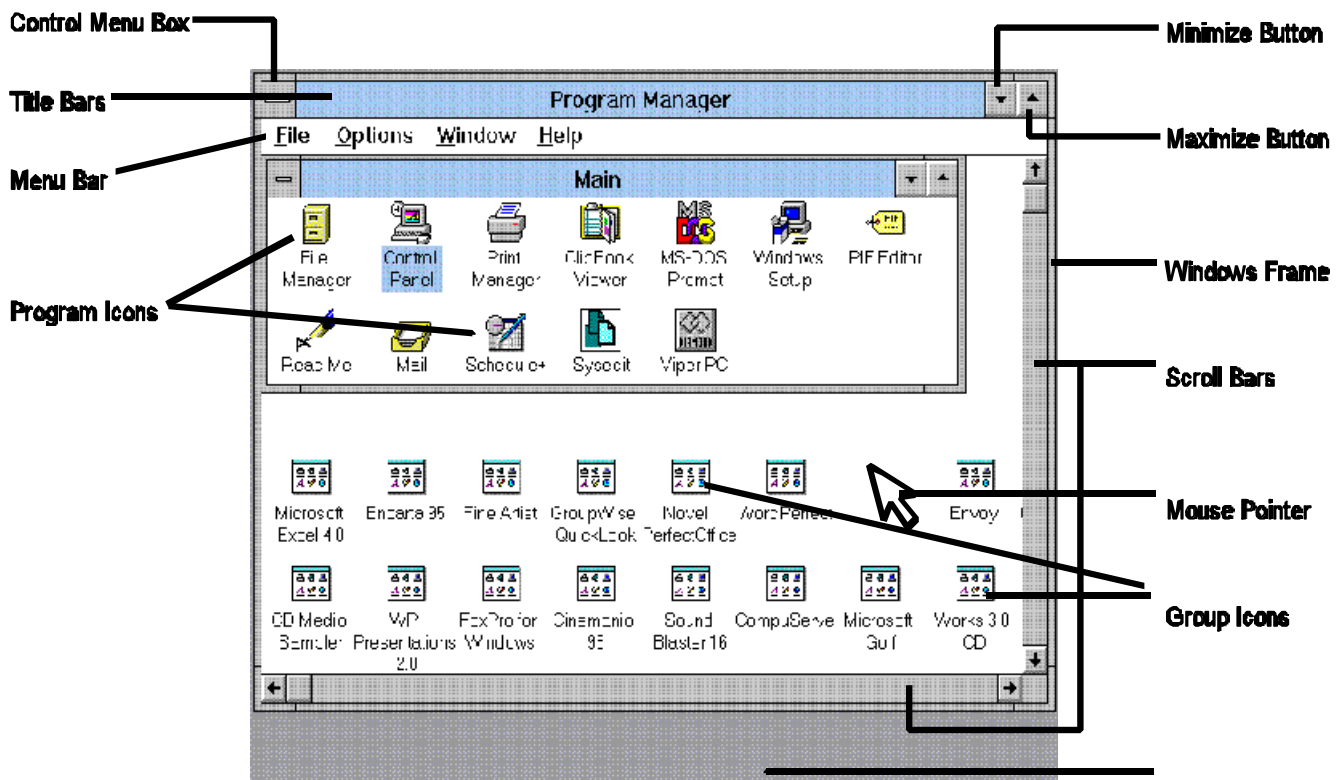 Control Menu Box
Minimize Button
Title Bars
Program Manager
Maximize Button
File Options Window Help
Menu Bar
Main
File Manager
Control Panel
Print Manager
ClipBook Viewer
MS DOS
MS-DOS Prompt
Windows Setup
PIF
PIF Editor
Windows Frame
Program Icons
Read Me
Mail
Schedule+
Sysedit
Viper PC
Scroll Bars
Microsoft Excel 4.0
Encarta 95
Fine Artist
GroupWise QuickLook
Novell PerfectOffice
WordPerfect
Envoy
Mouse Pointer
CD Media Sampler
WP Presentations 2.0
FoxPro for Windows
Cinemania 95
Sound Blaster 16
CompuServe
Microsoft Golf
Works 3.0 CD
Group Icons